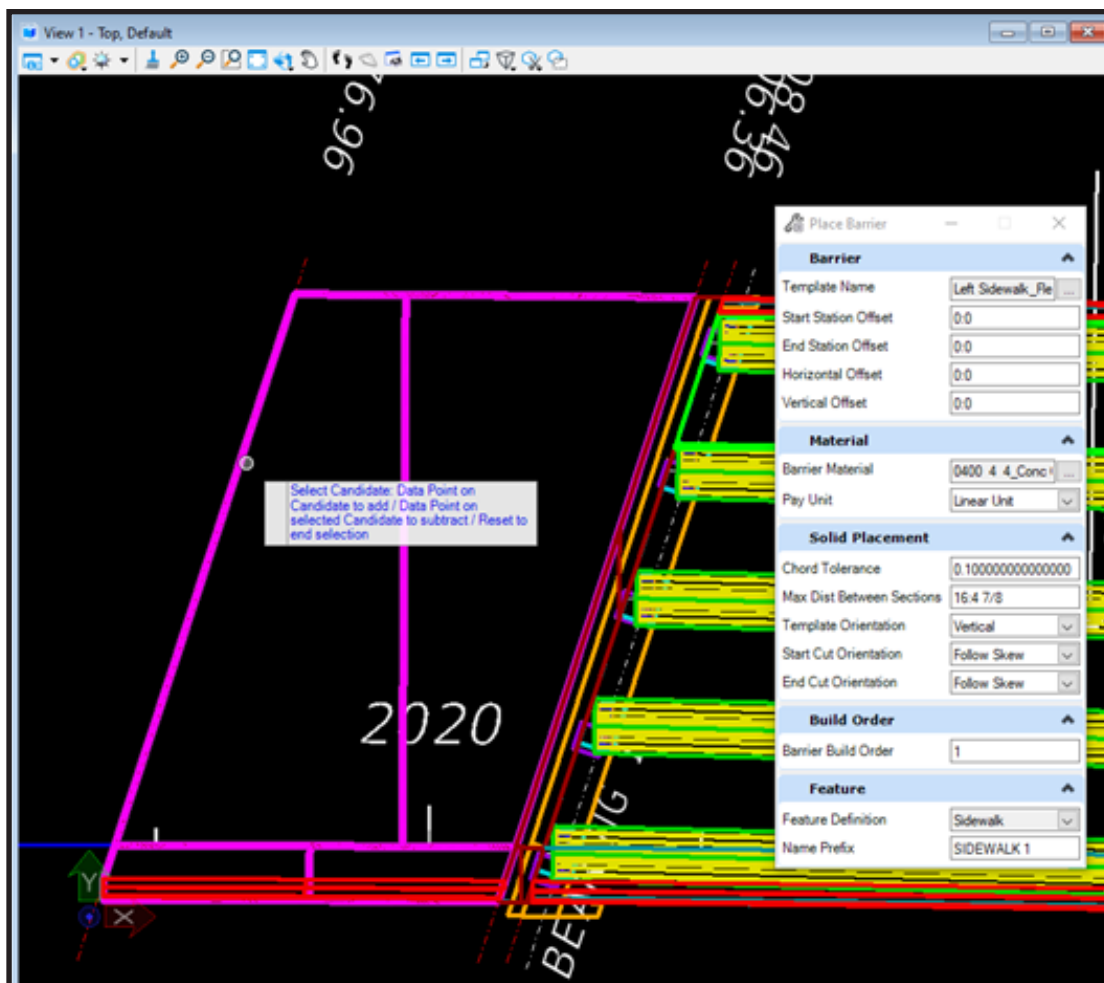 View 1 - Top, Default
76.96
08.46
06.36
Place Barrier
Barrier
Template Name Left Sidewalk_Re ...
Start Station Offset 0:0
End Station Offset 0:0
Horizontal Offset 0:0
Vertical Offset 0:0
Material
Barrier Material 0400_4_4_Conc ...
Pay Unit Linear Unit
Solid Placement
Chord Tolerance 0.100000000000000
Max Dist Between Sections 16:4 7/8
Template Orientation Vertical
Start Cut Orientation Follow Skew
End Cut Orientation Follow Skew
Build Order
Barrier Build Order 1
Feature
Feature Definition Sidewalk
Name Prefix SIDEWALK 1
Select Candidate: Data Point on
Candidate to add / Data Point on
selected Candidate to subtract / Reset to
end selection
2020
Y
X